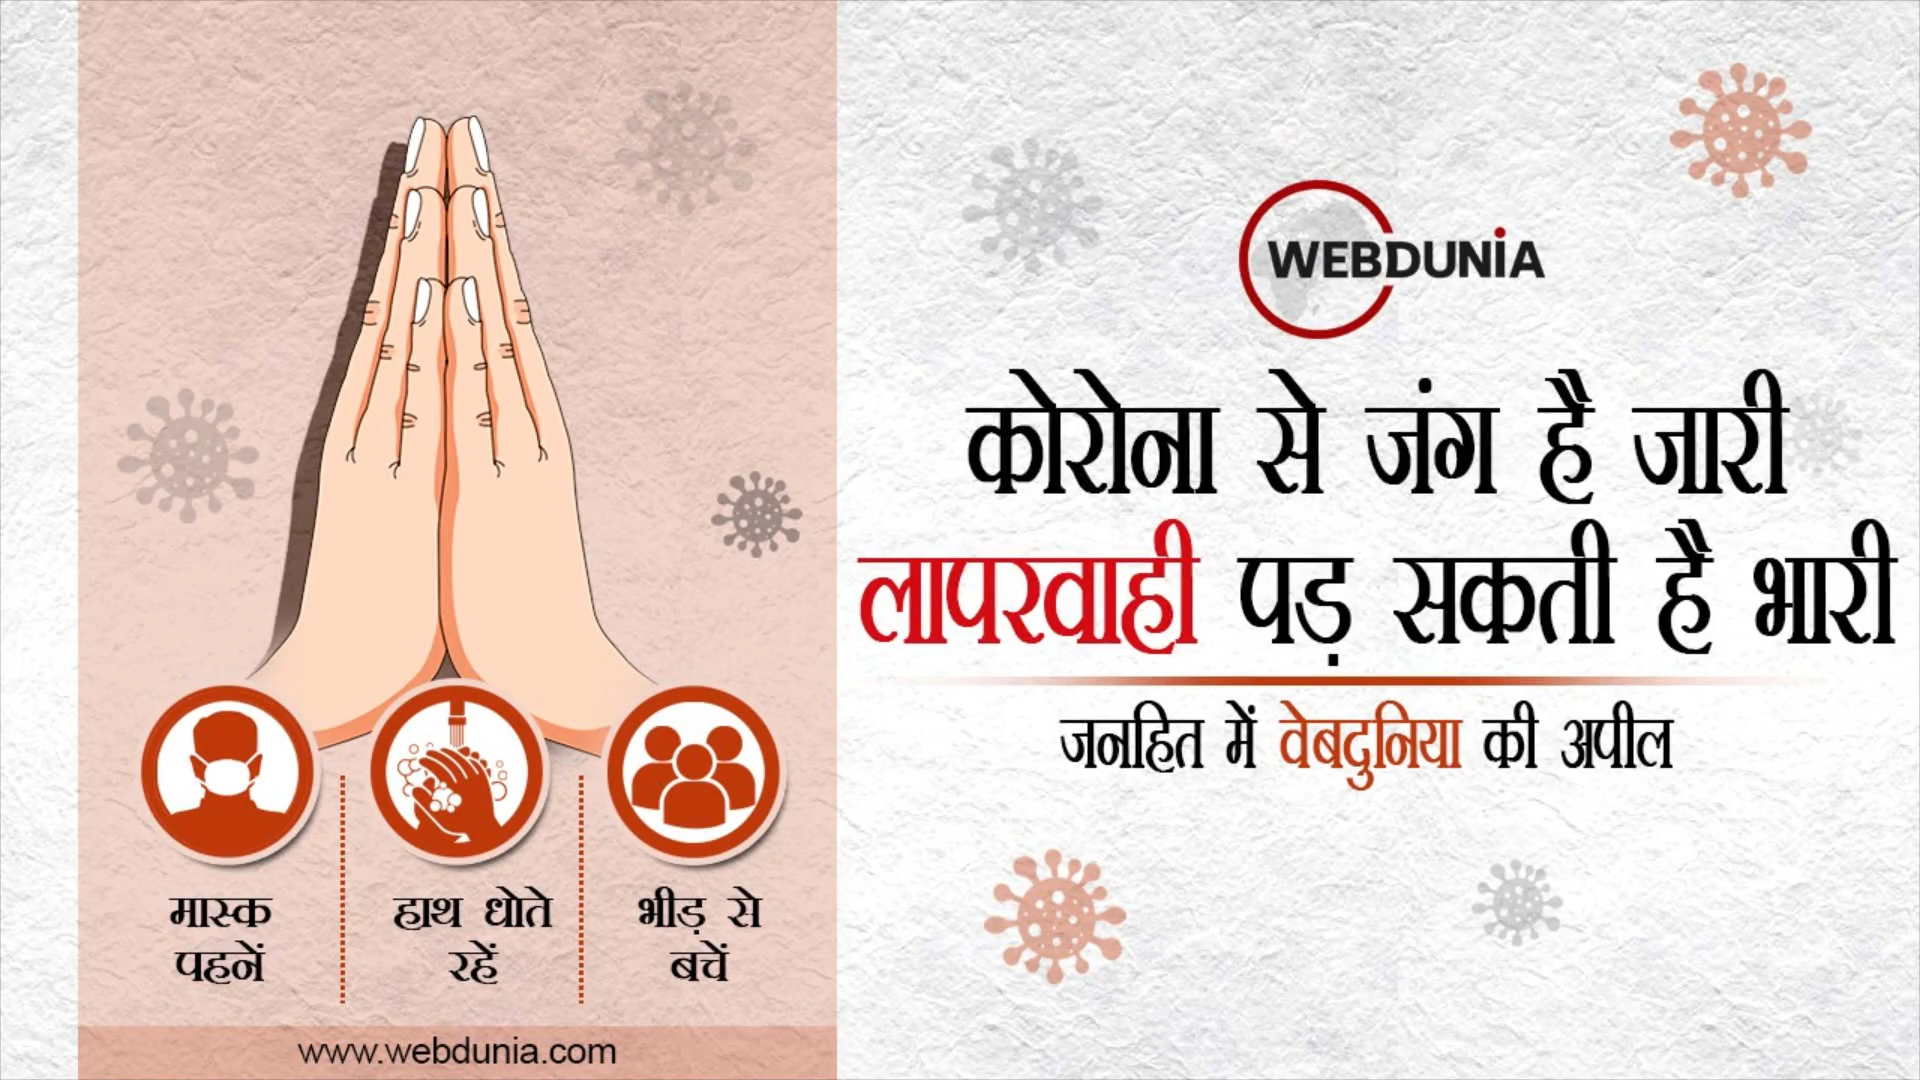 WEBDUNIA
कोरोना से जंग है जारी
लापरवाही पड़ सकती है भारी
जनहित में वेबदुनिया की अपील
मास्क
पहनें
हाथ धोते
रहें
भीड़ से
बचें
www.webdunia.com